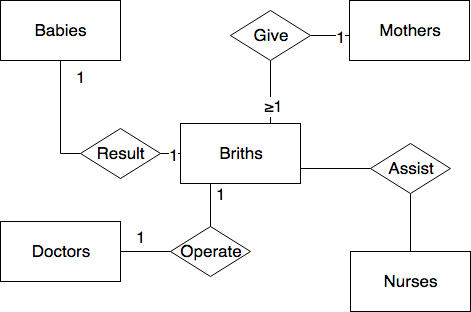 Babies
Give
1
Mothers
1
≥1
Result
1
Briths
Assist
1
Doctors
1
Operate
Nurses